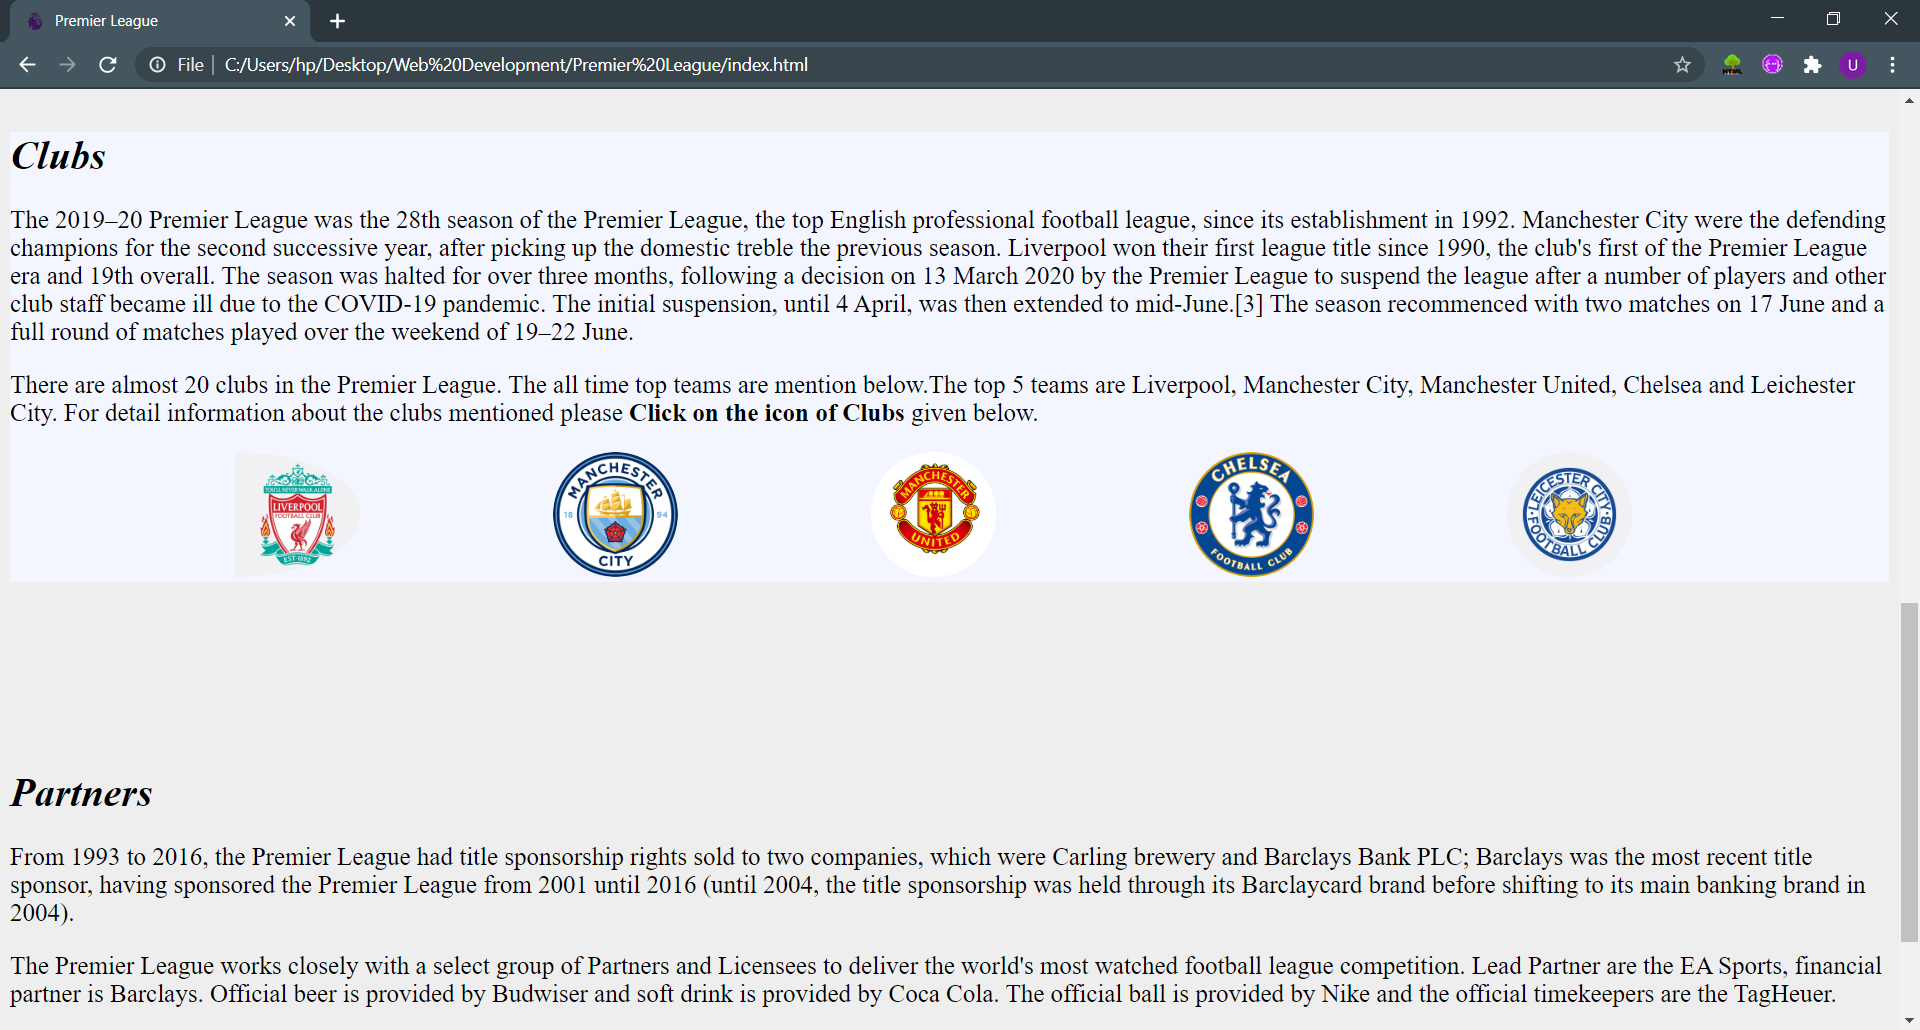 Premier League
File
C:/Users/hp/Desktop/Web%20Development/Premier%20League/index.html
HTML
U
Clubs
The 2019–20 Premier League was the 28th season of the Premier League, the top English professional football league, since its establishment in 1992. Manchester City were the defending
champions for the second successive year, after picking up the domestic treble the previous season. Liverpool won their first league title since 1990, the club's first of the Premier League
era and 19th overall. The season was halted for over three months, following a decision on 13 March 2020 by the Premier League to suspend the league after a number of players and other
club staff became ill due to the COVID-19 pandemic. The initial suspension, until 4 April, was then extended to mid-June.[3] The season recommenced with two matches on 17 June and a
full round of matches played over the weekend of 19–22 June.
There are almost 20 clubs in the Premier League. The all time top teams are mention below.The top 5 teams are Liverpool, Manchester City, Manchester United, Chelsea and Leichester
City. For detail information about the clubs mentioned please Click on the icon of Clubs given below.
YOU'LL NEVER WALK ALONE
LIVERPOOL
FOOTBALL CLUB
EST·1892
MANCHESTER
18 94
CITY
MANCHESTER
UNITED
CHELSEA
FOOTBALL CLUB
LEICESTER CITY
FOOTBALL CLUB
Partners
From 1993 to 2016, the Premier League had title sponsorship rights sold to two companies, which were Carling brewery and Barclays Bank PLC; Barclays was the most recent title
sponsor, having sponsored the Premier League from 2001 until 2016 (until 2004, the title sponsorship was held through its Barclaycard brand before shifting to its main banking brand in
2004).
The Premier League works closely with a select group of Partners and Licensees to deliver the world's most watched football league competition. Lead Partner are the EA Sports, financial
partner is Barclays. Official beer is provided by Budwiser and soft drink is provided by Coca Cola. The official ball is provided by Nike and the official timekeepers are the TagHeuer.